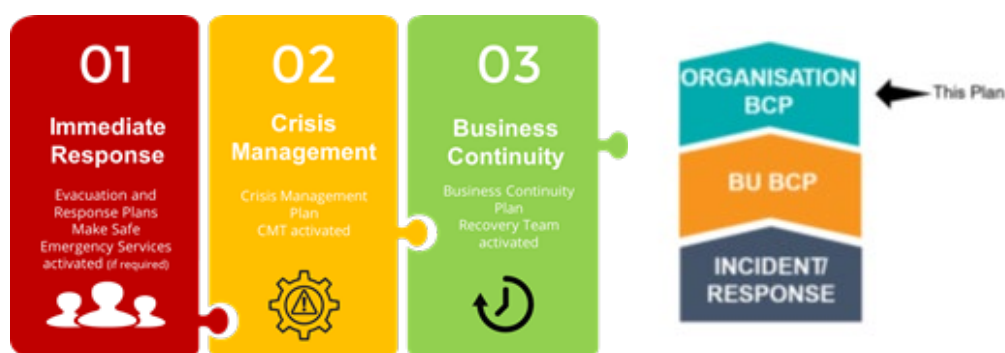 01
Immediate
Response
Evacuation and
Response Plans
Make Safe
Emergency Services
activated (if required)
02
Crisis
Management
Crisis Management
Plan
CMT activated
03
Business
Continuity
Business Continuity
Plan
Recovery Team
activated
ORGANISATION
BCP
This Plan
BU BCP
INCIDENT/
RESPONSE